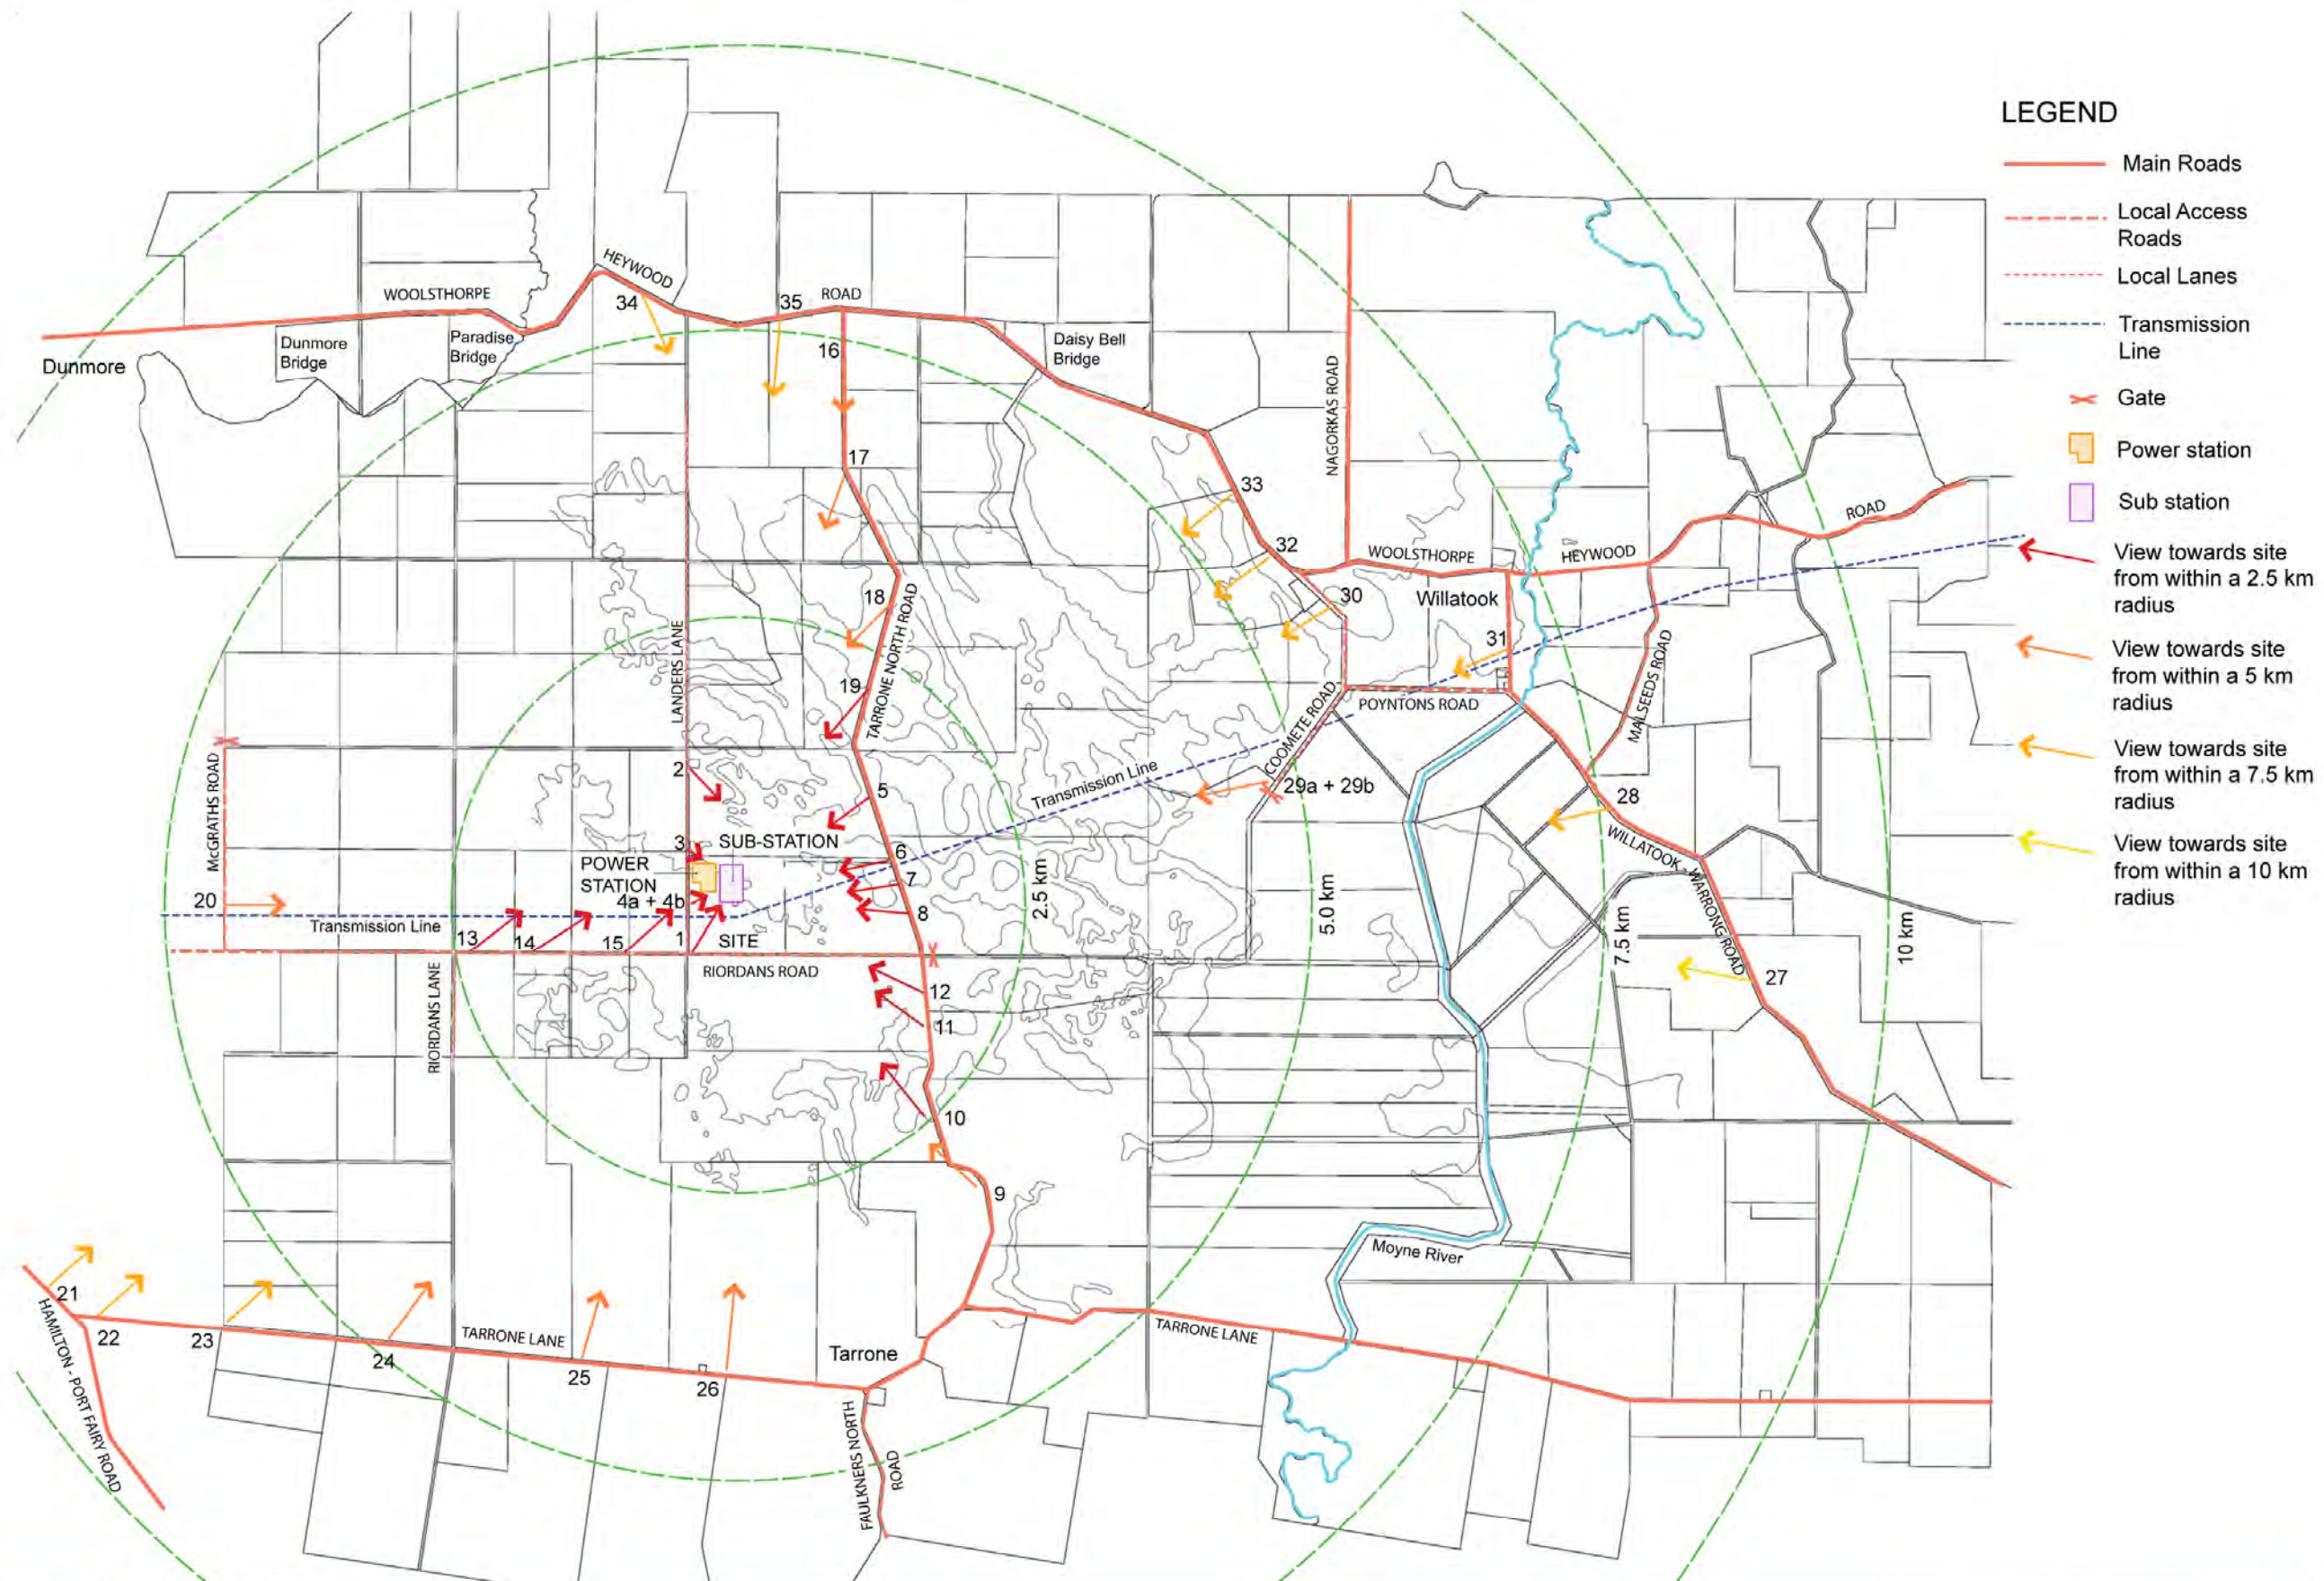 LEGEND
Main Roads
Local Access
Roads
Local Lanes
Transmission
Line
Gate
Power station
Sub station
View towards site
from within a 2.5 km
radius
View towards site
from within a 5 km
radius
View towards site
from within a 7.5 km
radius
View towards site
from within a 10 km
radius
HEYWOOD
34
WOOLSTHORPE
35
ROAD
Dunmore
Bridge
Paradise
Bridge
Dunmore
16
Daisy Bell
Bridge
NAGORKAS ROAD
17
33
ROAD
32
WOOLSTHORPE
HEYWOOD
18
30
Willatook
31
LANDERS LANE
TARRONE NORTH ROAD
19
MALSEEDS ROAD
POYNTONS ROAD
COOMETE ROAD
McGRATHS ROAD
2
5
Transmission Line
29a + 29b
28
3
SUB-STATION
6
WILLATOOK - WARRONG ROAD
POWER
STATION
7
4a + 4b
20
8
2.5 km
5.0 km
7.5 km
10 km
Transmission Line
13
14
15
1
SITE
RIORDANS ROAD
27
12
RIORDANS LANE
11
10
9
Moyne River
21
22
23
HAMILTON - PORT FAIRY ROAD
24
TARRONE LANE
25
26
Tarrone
TARRONE LANE
FAULKNERS NORTH
ROAD